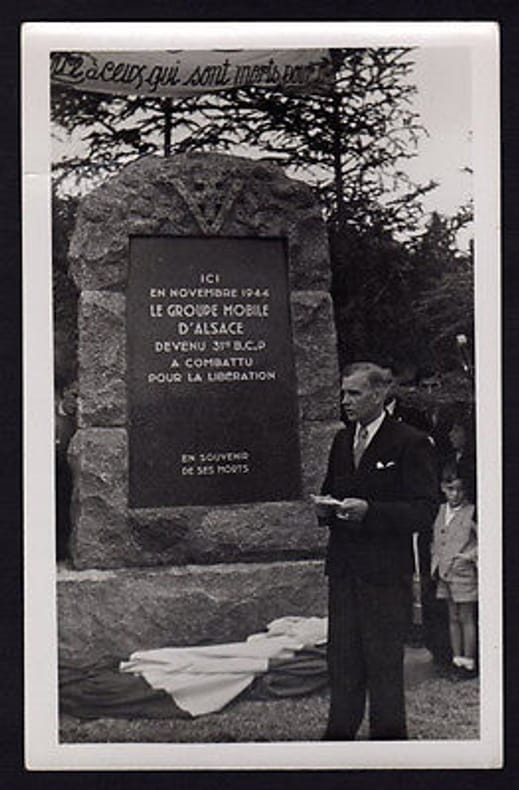 à ceux qui sont morts pour
ICI
EN NOVEMBRE 1944
LE GROUPE MOBILE
D'ALSACE
DEVENU 31ᵉ B.C.P
A COMBATTU
POUR LA LIBÉRATION
EN SOUVENIR
DE SES MORTS